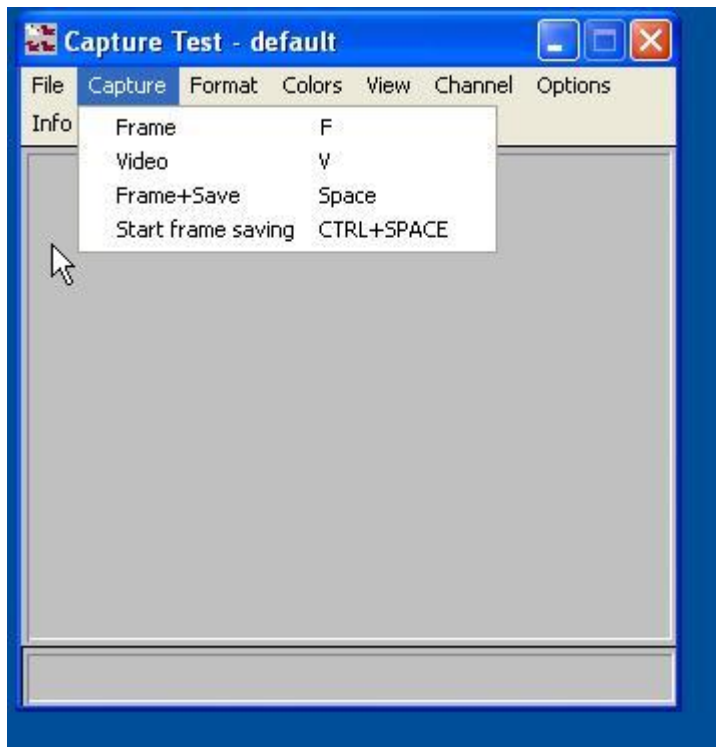 Capture Test - default
File Capture Format Colors View Channel Options
Info
Frame F
Video V
Frame+Save Space
Start frame saving CTRL+SPACE